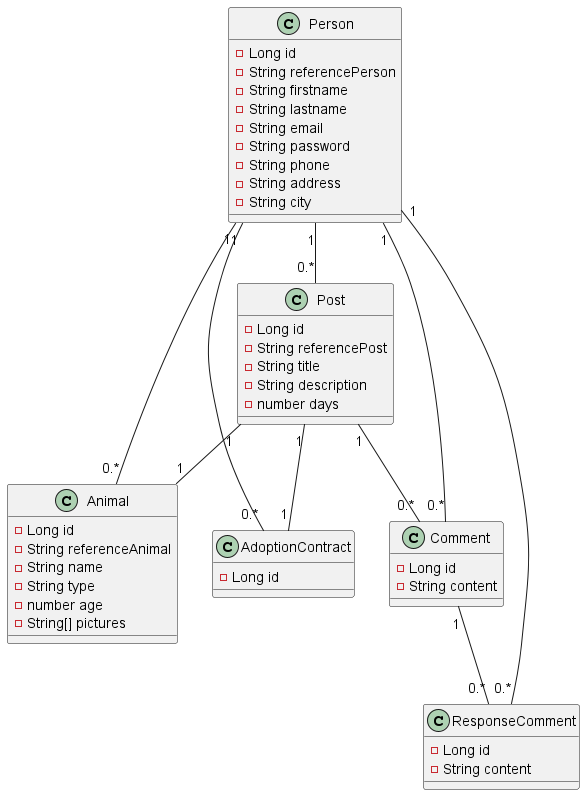 C Person
Long id
String referencePerson
String firstname
String lastname
String email
String password
String phone
String address
String city
1
1 1 1 1
0..*
C Post
Long id
String referencePost
String title
String description
number days
1 1 1
0..* 1 0..* 1 0..* 0..*
C Animal
Long id
String referenceAnimal
String name
String type
number age
String[] pictures
C AdoptionContract
Long id
C Comment
Long id
String content
1
0..* 0..*
C ResponseComment
Long id
String content